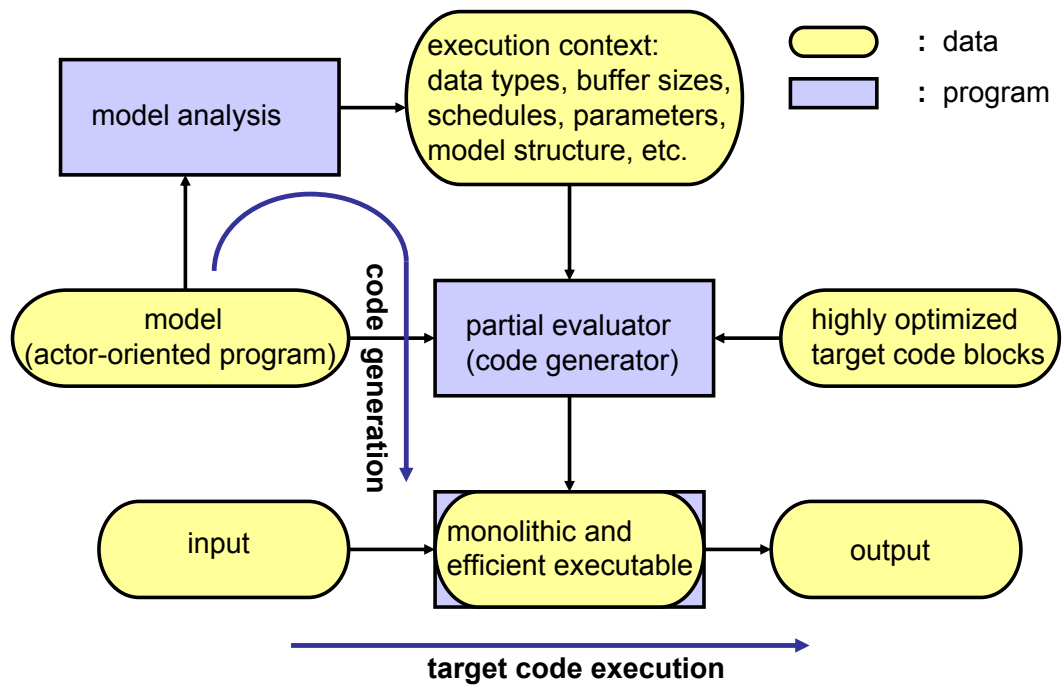 execution context:
data types, buffer sizes,
schedules, parameters,
model structure, etc.
: data
: program
model analysis
code generation
model
(actor-oriented program)
partial evaluator
(code generator)
highly optimized
target code blocks
input
monolithic and
efficient executable
output
target code execution